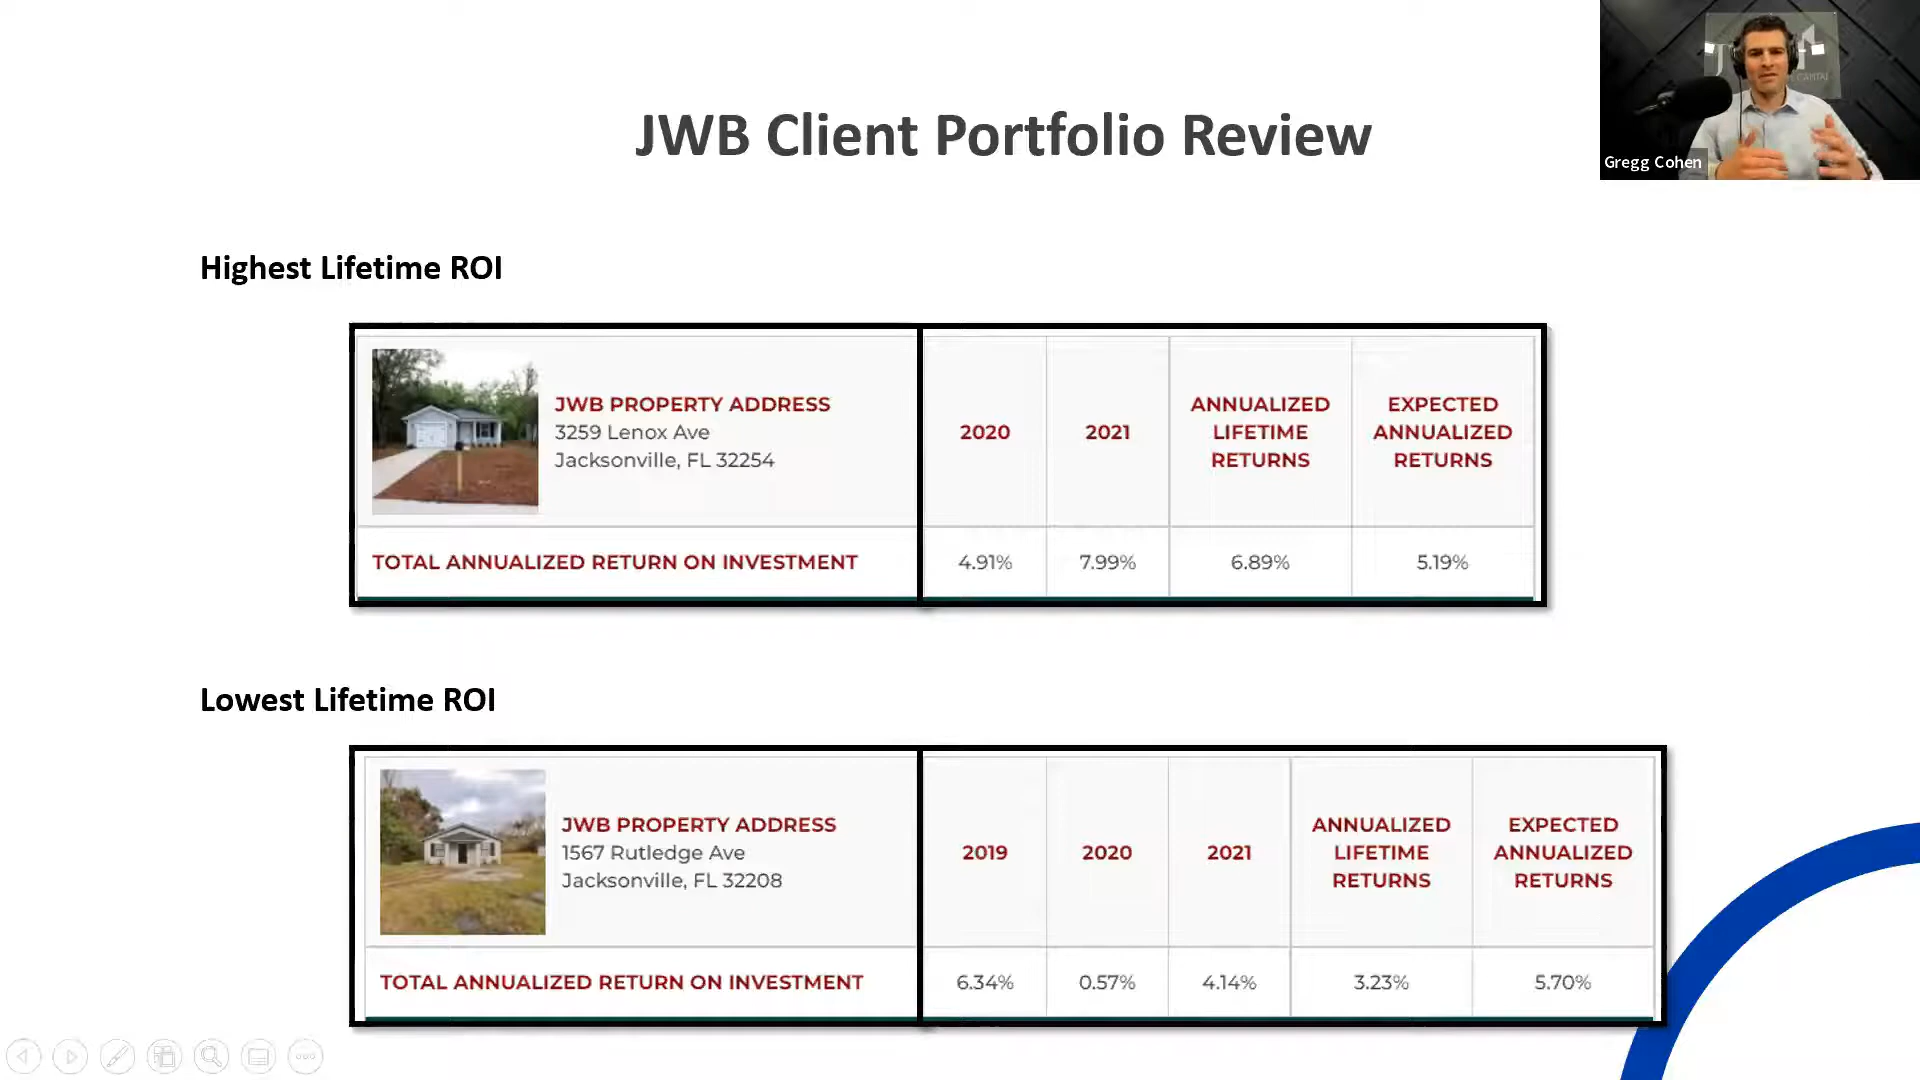 JWB Client Portfolio Review
Gregg Cohen
Highest Lifetime ROI
JWB PROPERTY ADDRESS
3259 Lenox Ave
Jacksonville, FL 32254
2020
2021
ANNUALIZED
LIFETIME
RETURNS
EXPECTED
ANNUALIZED
RETURNS
TOTAL ANNUALIZED RETURN ON INVESTMENT
4.91%
7.99%
6.89%
5.19%
Lowest Lifetime ROI
JWB PROPERTY ADDRESS
1567 Rutledge Ave
Jacksonville, FL 32208
2019
2020
2021
ANNUALIZED
LIFETIME
RETURNS
EXPECTED
ANNUALIZED
RETURNS
TOTAL ANNUALIZED RETURN ON INVESTMENT
6.34%
0.57%
4.14%
3.23%
5.70%